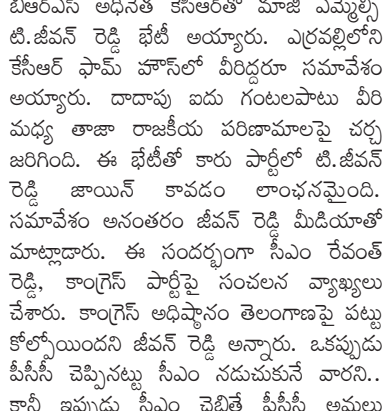 బీఆర్ఎస్ అధినేత కేసీఆర్‌తో మాజీ ఎమ్మెల్సీ
టి.జీవన్ రెడ్డి భేటీ అయ్యారు. ఎర్రవల్లిలోని
కేసీఆర్ ఫామ్ హౌస్‌లో వీరిద్దరూ సమావేశం
అయ్యారు. దాదాపు ఐదు గంటలపాటు వీరి
మధ్య తాజా రాజకీయ పరిణామాలపై చర్చ
జరిగింది. ఈ భేటీతో కారు పార్టీలో టి.జీవన్
రెడ్డి జాయిన్ కావడం లాంఛనమైంది.
సమావేశం అనంతరం జీవన్ రెడ్డి మీడియాతో
మాట్లాడారు. ఈ సందర్భంగా సీఎం రేవంత్
రెడ్డి, కాంగ్రెస్ పార్టీపై సంచలన వ్యాఖ్యలు
చేశారు. కాంగ్రెస్ అధిష్ఠానం తెలంగాణపై పట్టు
కోల్పోయిందని జీవన్ రెడ్డి అన్నారు. ఒకప్పుడు
పీసీసీ చెప్పినట్టు సీఎం నడుచుకునే వారని..
కానీ ఇప్పుడు సీఎం చెబితే పీసీసీ అమలు